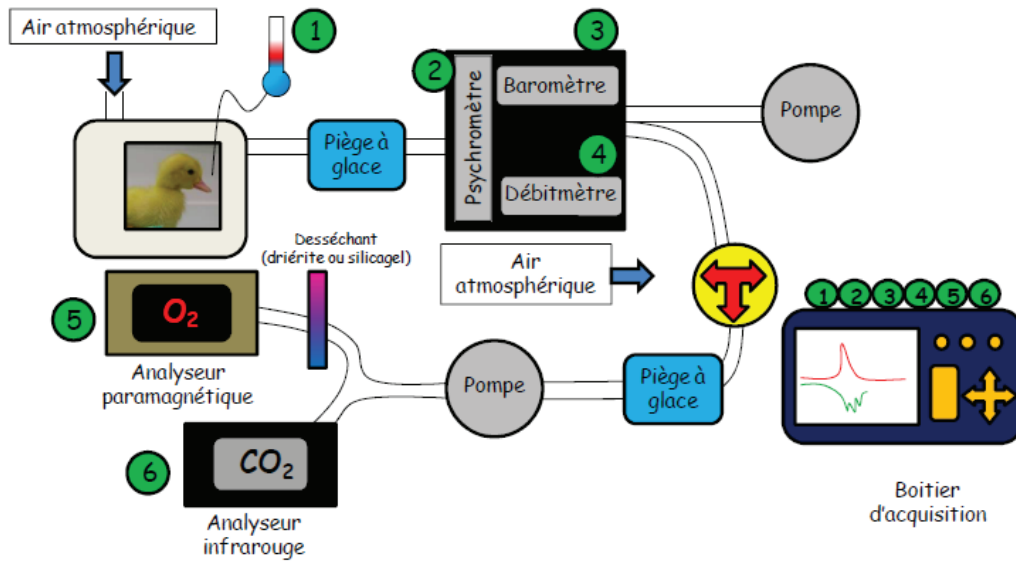 Air atmosphérique
1
2
3
Psychromètre
Baromètre
4
Débitmètre
Pompe
Piège à
glace
Desséchant
(driérite ou silicagel)
Air
atmosphérique
5
O2
Analyseur
paramagnétique
Pompe
Piège à
glace
1 2 3 4 5 6
6
CO2
Analyseur
infrarouge
Boitier
d'acquisition